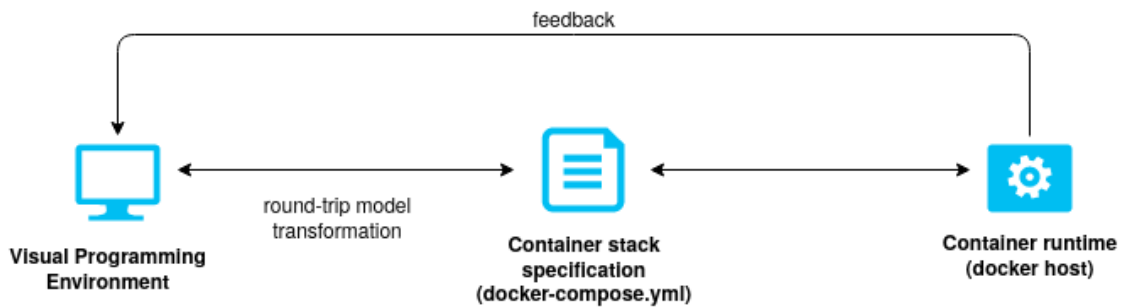 feedback
round-trip model
transformation
Visual Programming
Environment
Container stack
specification
(docker-compose.yml)
Container runtime
(docker host)